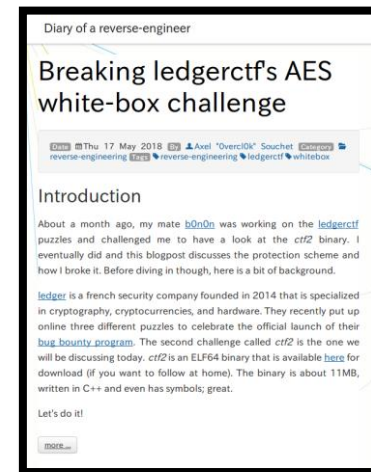 Diary of a reverse-engineer
Breaking ledgerctf's AES
white-box challenge
Date Thu 17 May 2018 By Axel "0vercl0k" Souchet Category
reverse-engineering Tags reverse-engineering ledgerctf whitebox
Introduction
About a month ago, my mate b0n0n was working on the ledgerctf
puzzles and challenged me to have a look at the ctf2 binary. I
eventually did and this blogpost discusses the protection scheme and
how I broke it. Before diving in though, here is a bit of background.
ledger is a french security company founded in 2014 that is specialized
in cryptography, cryptocurrencies, and hardware. They recently put up
online three different puzzles to celebrate the official launch of their
bug bounty program. The second challenge called ctf2 is the one we
will be discussing today. ctf2 is an ELF64 binary that is available here for
download (if you want to follow at home). The binary is about 11MB,
written in C++ and even has symbols; great.
Let's do it!
more ...